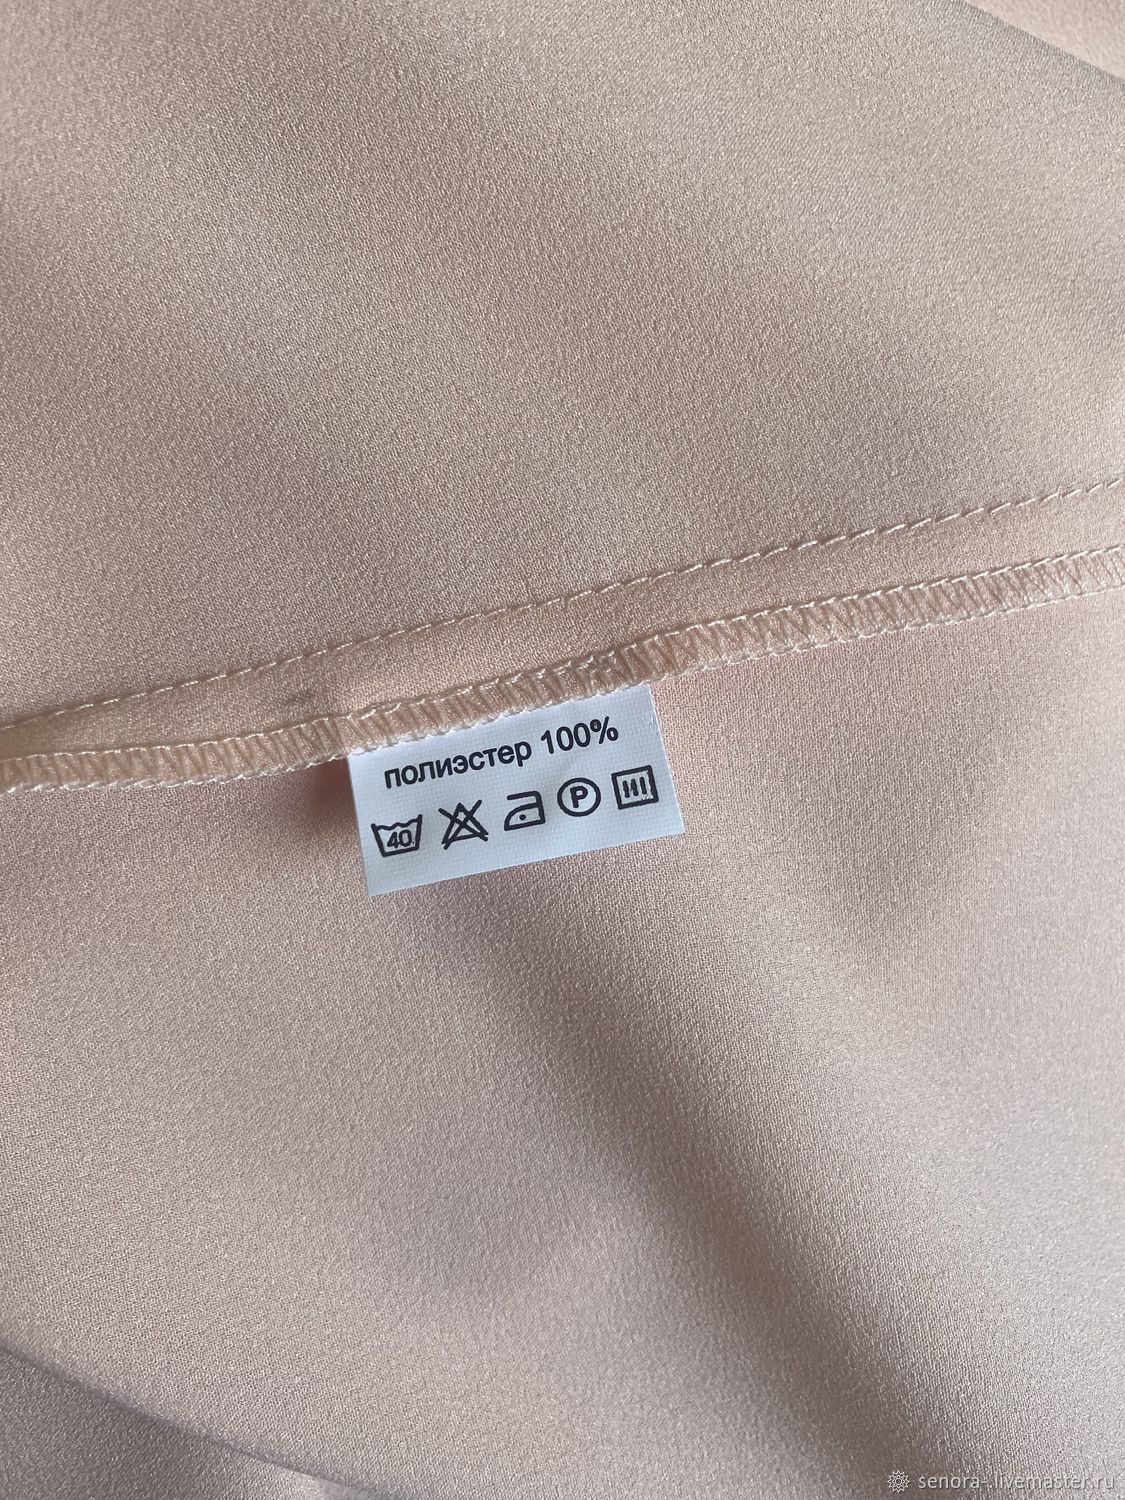 полиэстер 100%
40 P
senora-.livemaster.ru